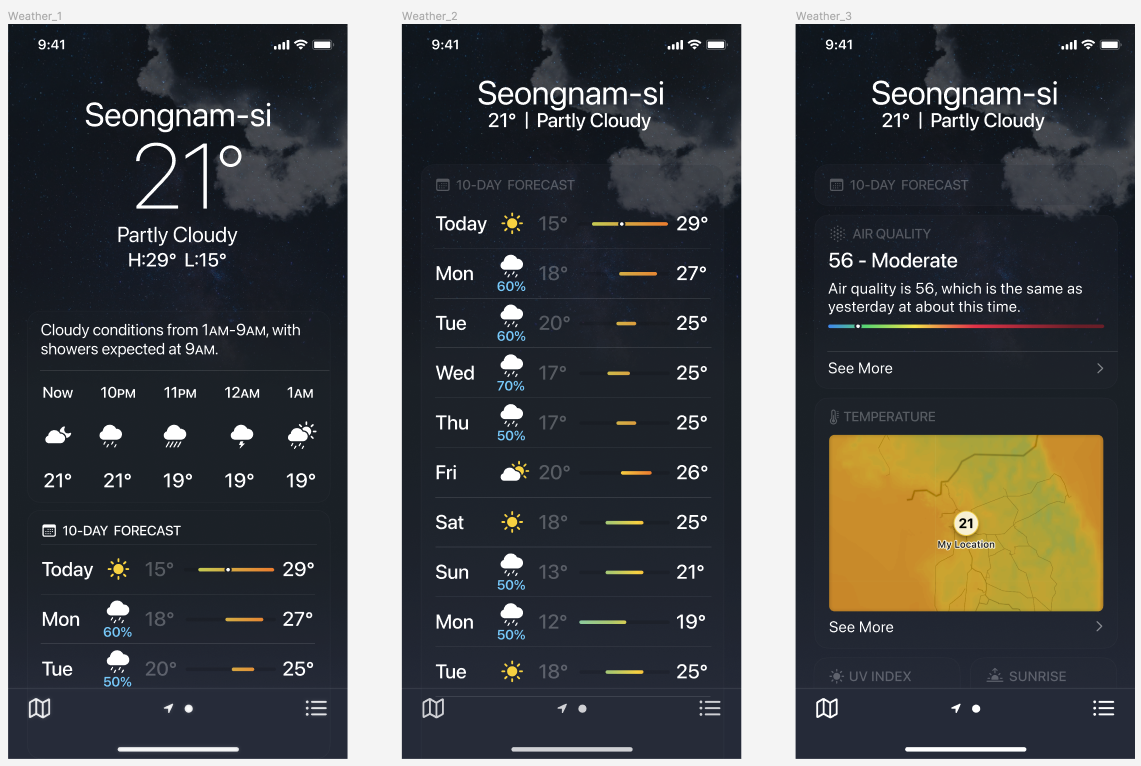 Weather_1
9:41
Seongnam-si
21°
Partly Cloudy
H:29° L:15°
Cloudy conditions from 1AM-9AM, with
showers expected at 9AM.
Now 10PM 11PM 12AM 1AM
21° 21° 19° 19° 19°
10-DAY FORECAST
Today 15° 29°
Mon 60% 18° 27°
Tue 50% 20° 25°
Weather_2
9:41
Seongnam-si
21° | Partly Cloudy
10-DAY FORECAST
Today 15° 29°
Mon 60% 18° 27°
Tue 60% 20° 25°
Wed 70% 17° 25°
Thu 50% 17° 25°
Fri 20° 26°
Sat 18° 25°
Sun 50% 13° 21°
Mon 50% 12° 19°
Tue 18° 25°
Weather_3
9:41
Seongnam-si
21° | Partly Cloudy
10-DAY FORECAST
AIR QUALITY
56 - Moderate
Air quality is 56, which is the same as
yesterday at about this time.
See More
TEMPERATURE
21
My Location
See More
UV INDEX
SUNRISE